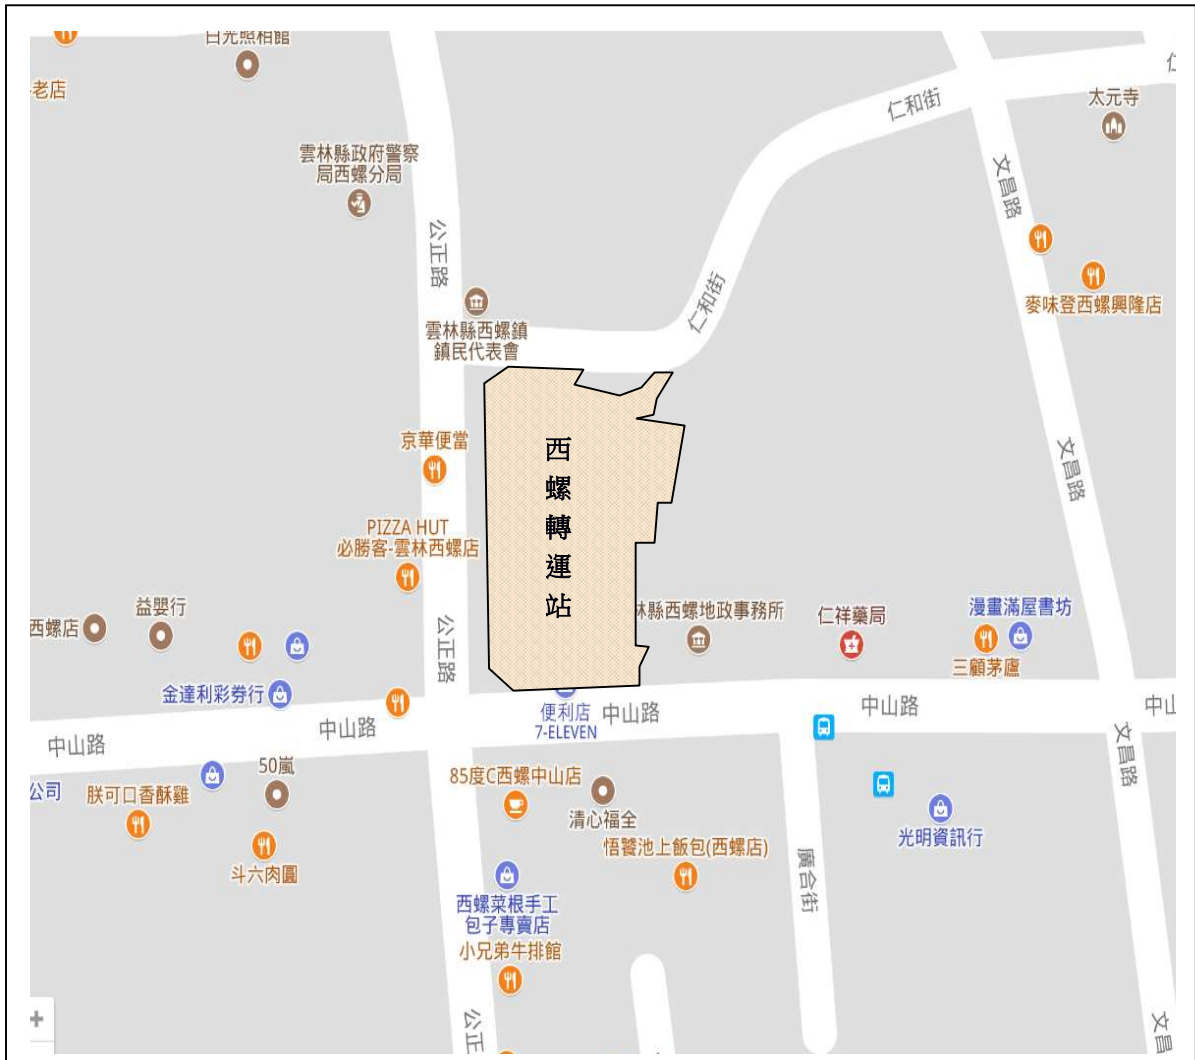 白光照相館
老店
仁和街
太元寺
雲林縣政府警察
局西螺分局
文昌路
公正路
仁和街
麥味登西螺興隆店
雲林縣西螺鎮
鎮民代表會
京華便當
西螺轉運站
文昌路
PIZZA HUT
必勝客-雲林西螺店
益嬰行
西螺店
公正路
林縣西螺地政事務所
仁祥藥局
漫畫滿屋書坊
三顧茅廬
金達利彩券行
中山路
中山路
便利店
7-ELEVEN
中山路
中山路
中山
文昌路
公司
朕可口香酥雞
50嵐
斗六肉圓
85度C西螺中山店
清心福全
悟饕池上飯包(西螺店)
光明資訊行
廣合街
西螺菜根手工
包子專賣店
小兄弟牛排館
公正
文昌
+